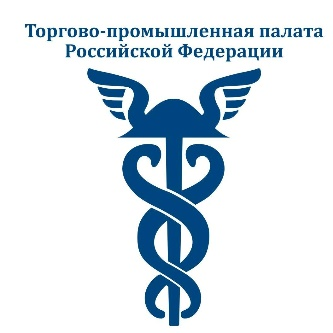 Торгово-промышленная палата
Российской Федерации